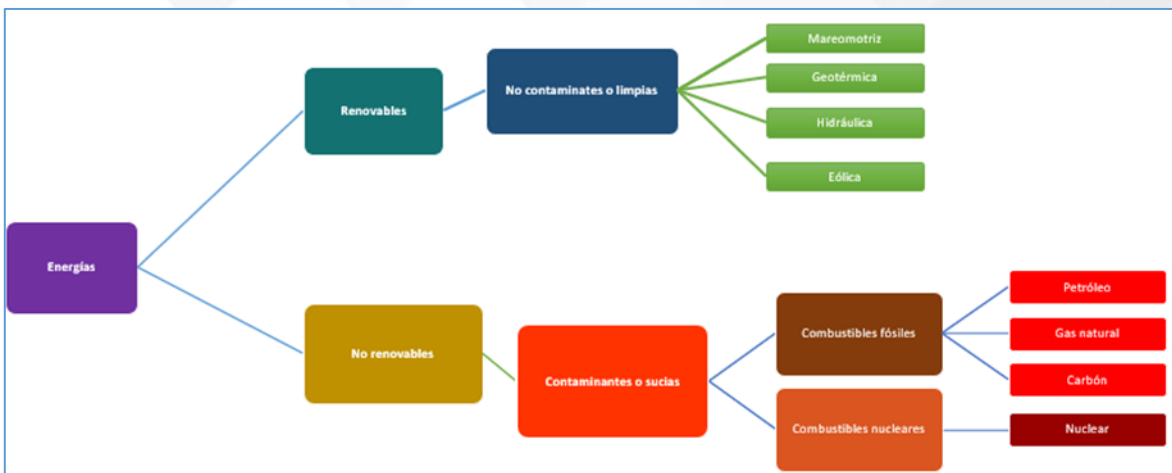 Energías
Renovables
No contaminates o limpias
Mareomotriz
Geotérmica
Hidráulica
Eólica
No renovables
Contaminantes o sucias
Combustibles fósiles
Petróleo
Gas natural
Carbón
Combustibles nucleares
Nuclear